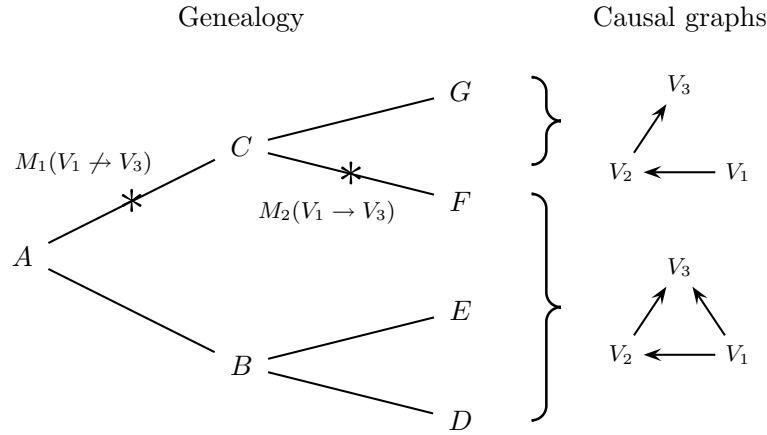 Genealogy
Causal graphs
G
V₃
C
M₁(V₁ ↛ V₃)
V₂
V₁
F
M₂(V₁ → V₃)
A
V₃
E
V₂
V₁
B
D